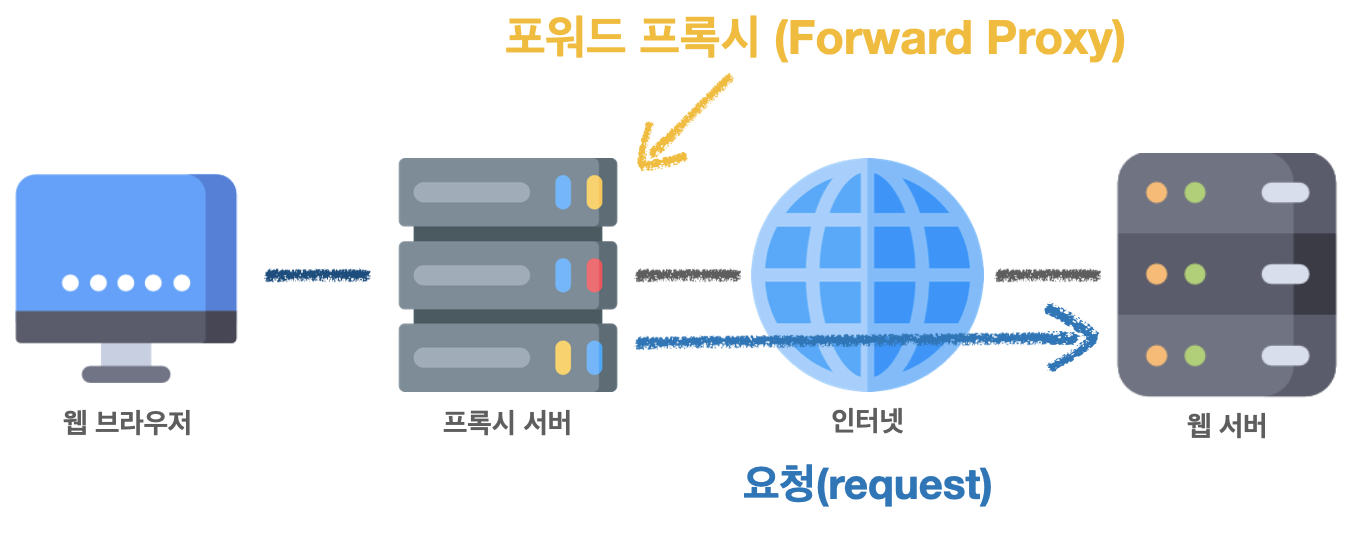 포워드 프록시 (Forward Proxy)
웹 브라우저
프록시 서버
인터넷
웹 서버
요청(request)